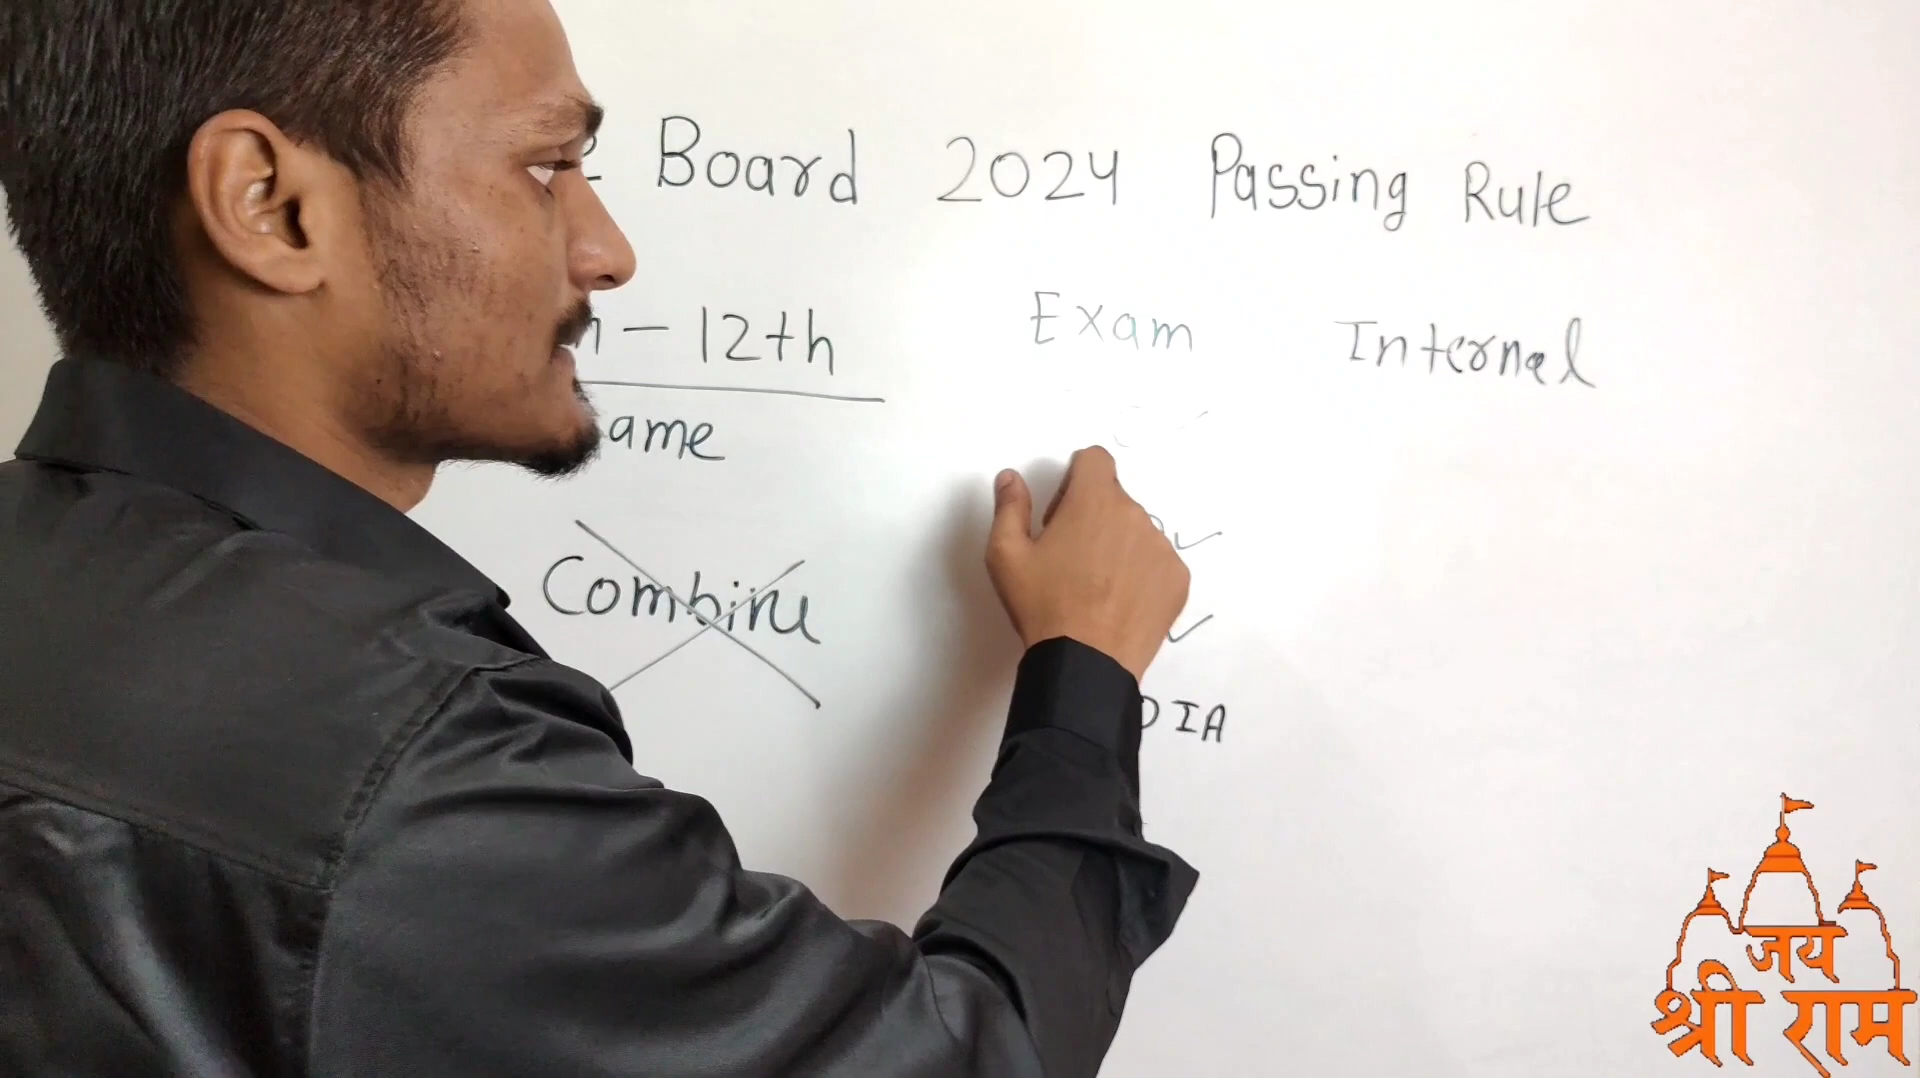 Board 2024 Passing Rule
- 12th Exam Internal
ame
Combine
DIA
जय
श्री राम